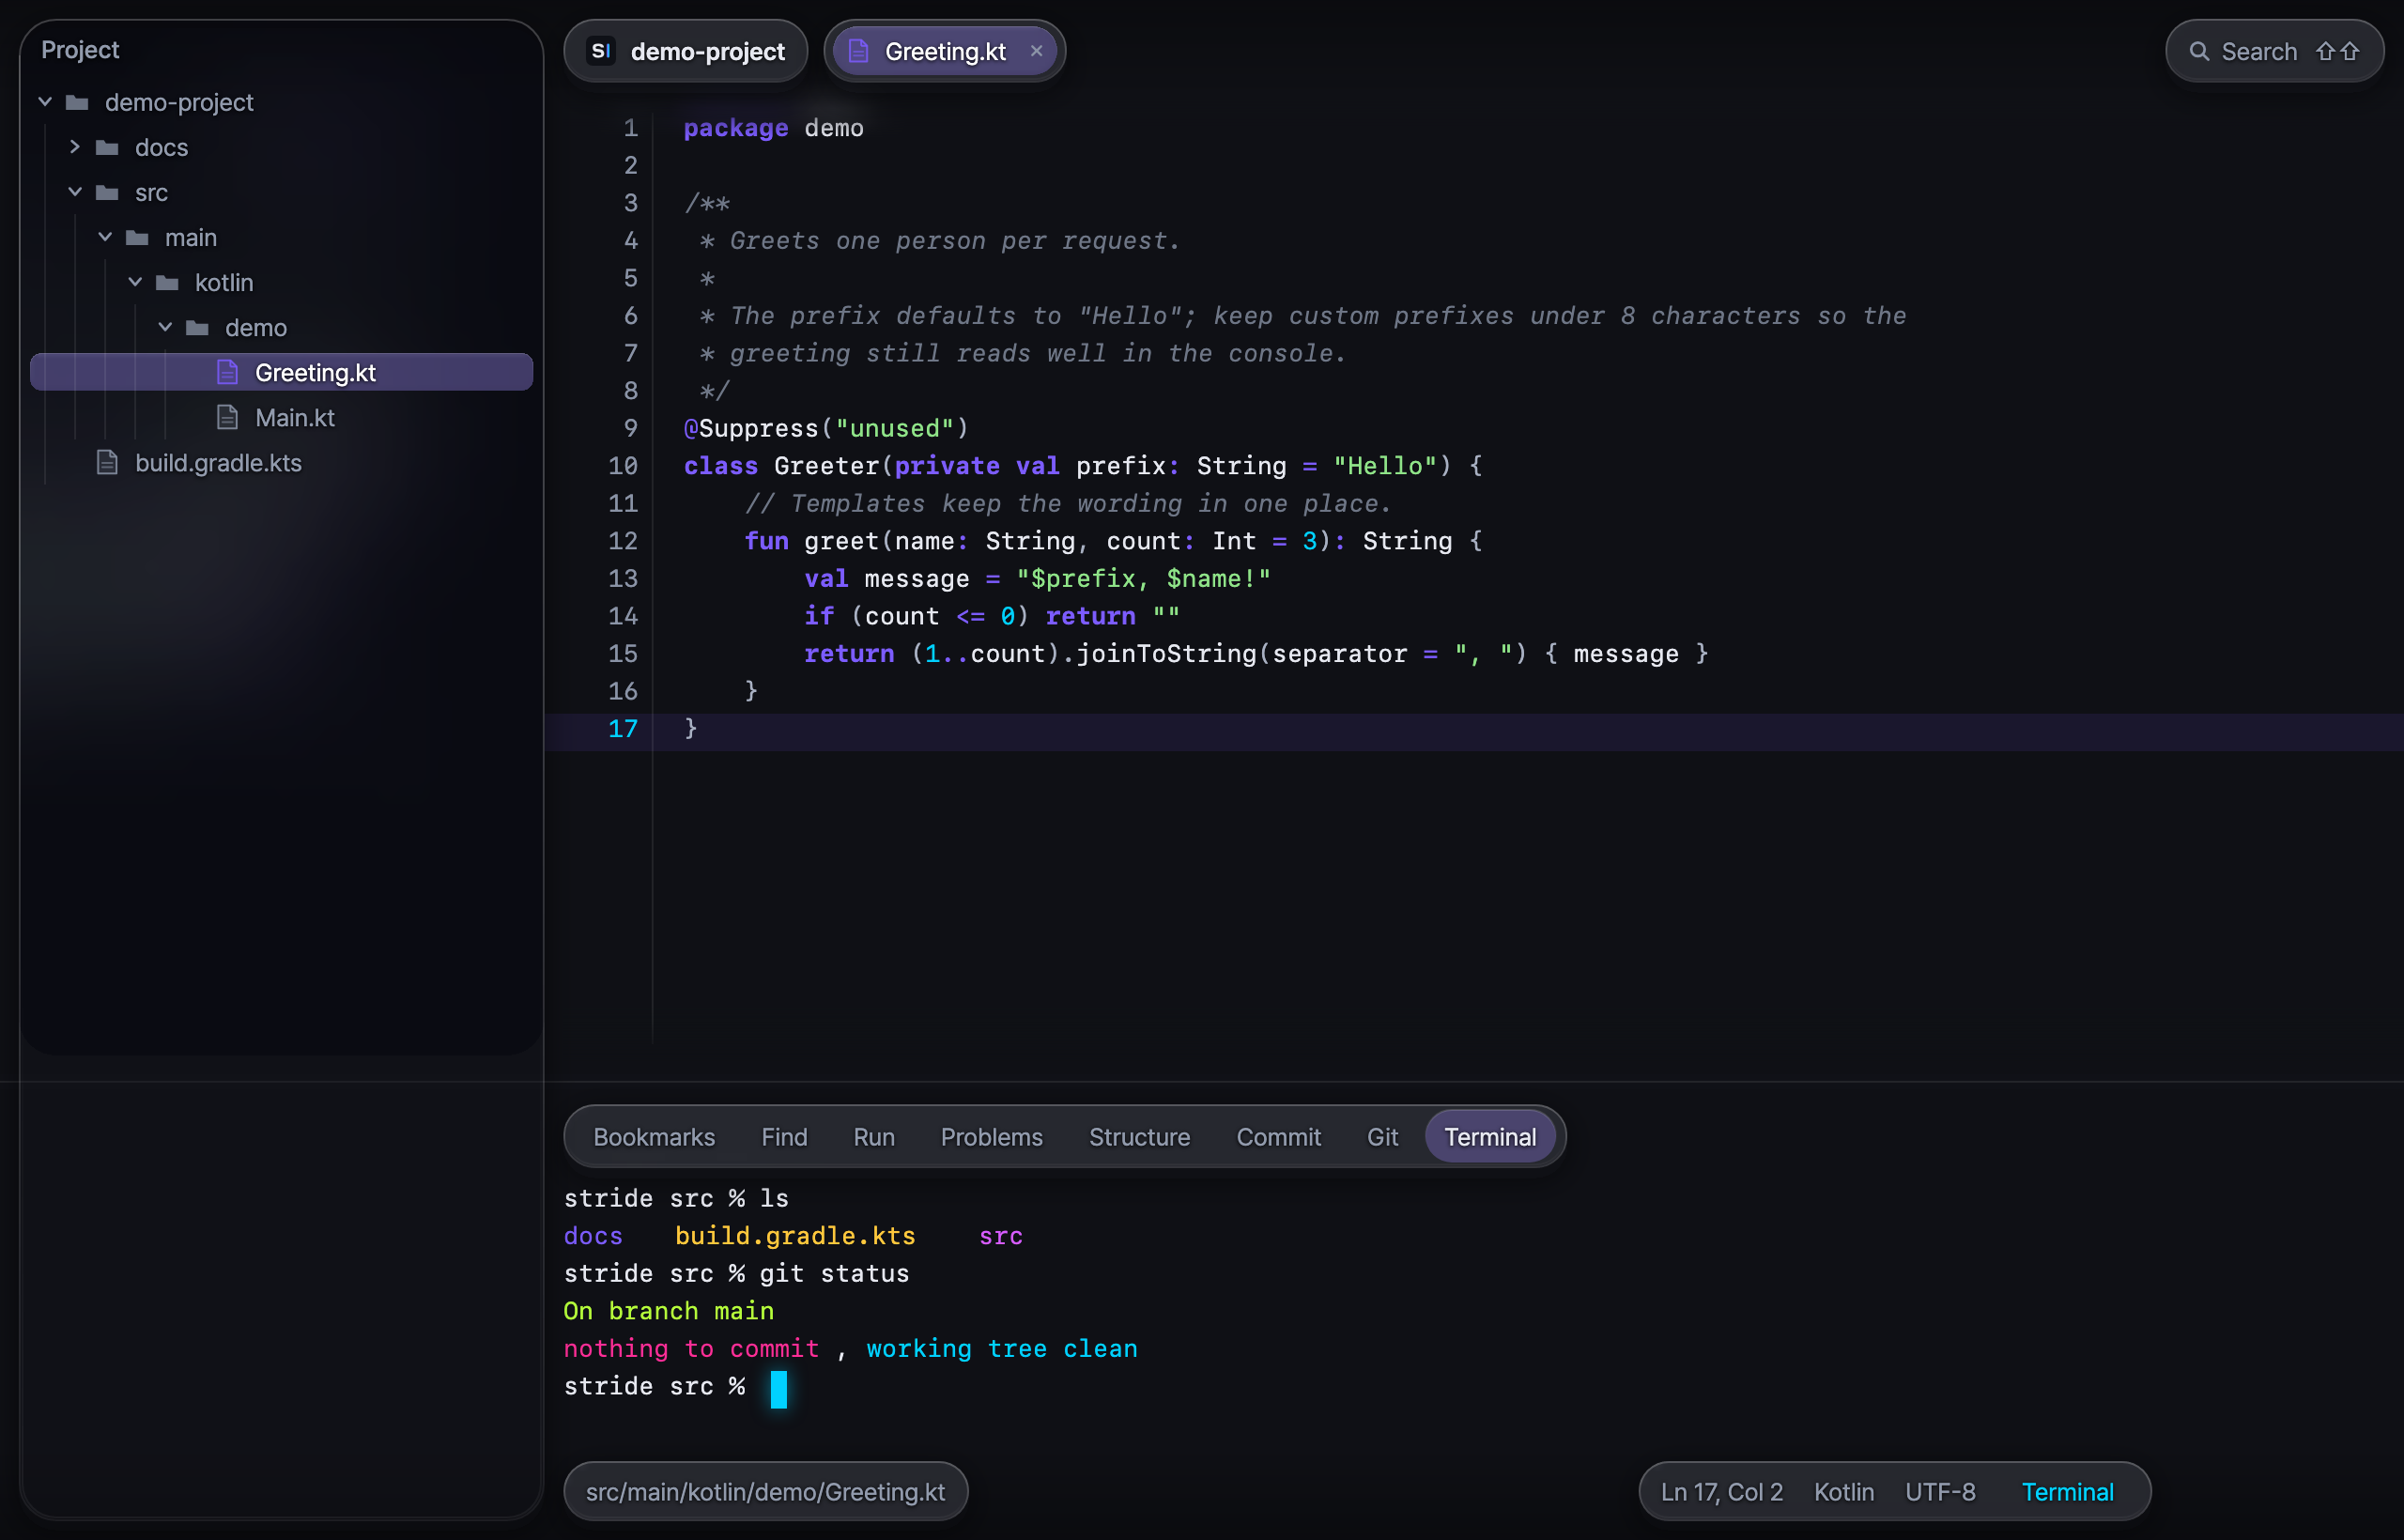 Project
demo-project
docs
src
main
kotlin
demo
Greeting.kt
Main.kt
build.gradle.kts
SI demo-project
Greeting.kt ×
Search ⇧⇧
1 package demo
2
3 /**
4  * Greets one person per request.
5  *
6  * The prefix defaults to "Hello"; keep custom prefixes under 8 characters so the
7  * greeting still reads well in the console.
8  */
9 @Suppress("unused")
10 class Greeter(private val prefix: String = "Hello") {
11     // Templates keep the wording in one place.
12     fun greet(name: String, count: Int = 3): String {
13         val message = "$prefix, $name!"
14         if (count <= 0) return ""
15         return (1..count).joinToString(separator = ", ") { message }
16     }
17 }
Bookmarks Find Run Problems Structure Commit Git Terminal
stride src % ls
docs build.gradle.kts src
stride src % git status
On branch main
nothing to commit , working tree clean
stride src %
src/main/kotlin/demo/Greeting.kt
Ln 17, Col 2 Kotlin UTF-8 Terminal